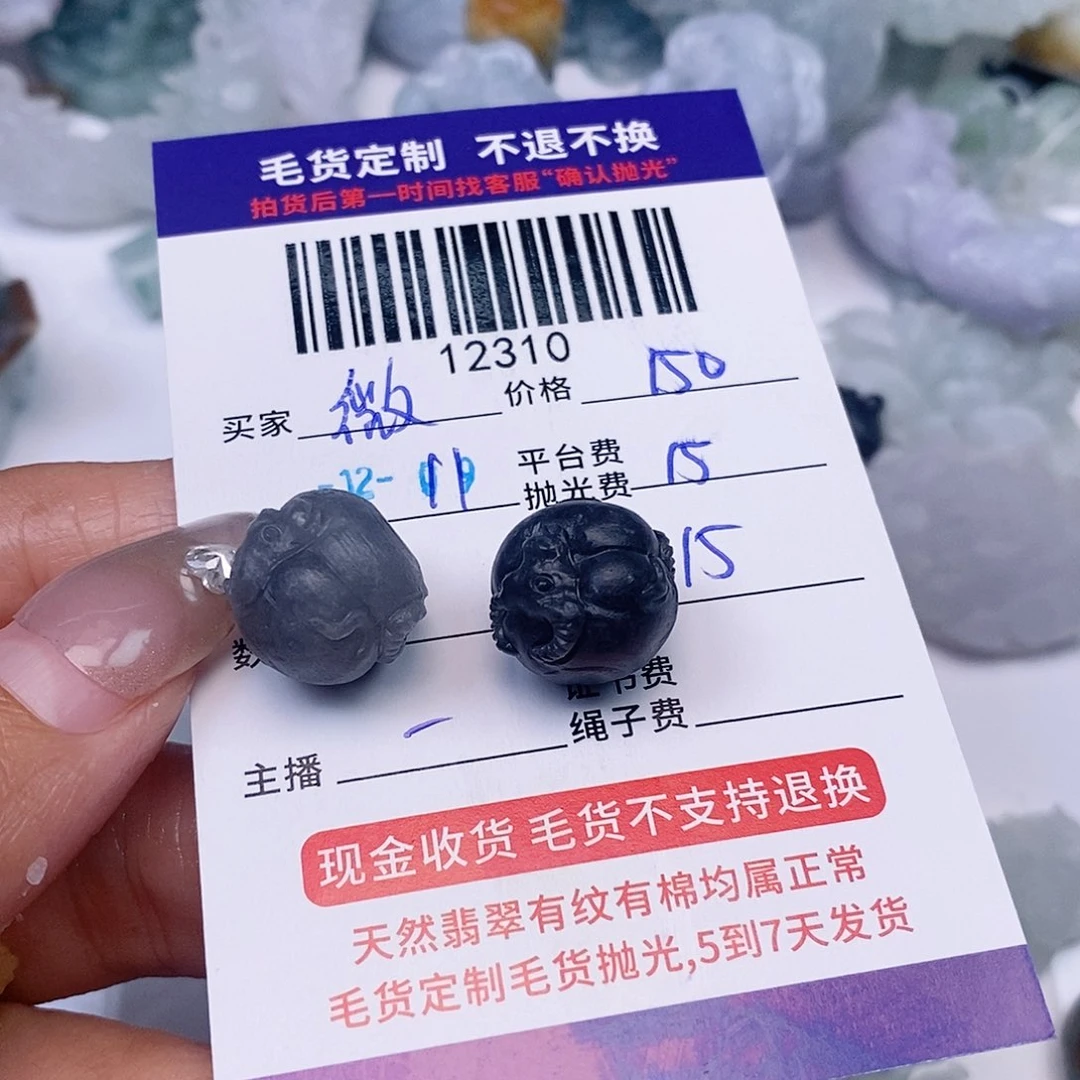 毛货定制 不退不换
拍货后第一时间找客服“确认抛光”
12310
买家 微 价格 150
-12- 11 平台费
抛光费 15
15
数
证书费
主播 一 绳子费
现金收货 毛货不支持退换
天然翡翠有纹有棉均属正常
毛货定制毛货抛光,5到7天发货